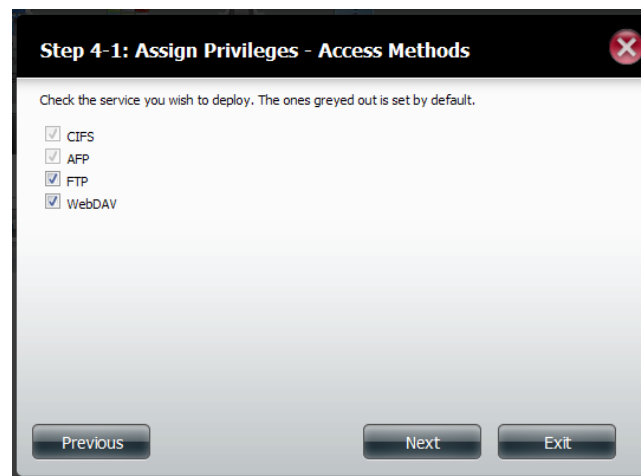 Step 4-1: Assign Privileges - Access Methods
Check the service you wish to deploy. The ones greyed out is set by default.
CIFS
AFP
FTP
WebDAV
Previous
Next
Exit